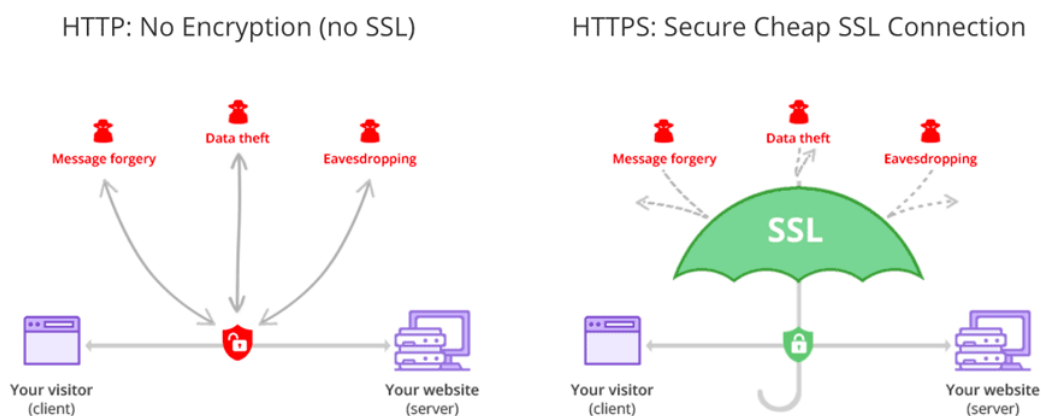 HTTP: No Encryption (no SSL)
Message forgery
Data theft
Eavesdropping
Your visitor
(client)
Your website
(server)
HTTPS: Secure Cheap SSL Connection
Message forgery
Data theft
Eavesdropping
SSL
Your visitor
(client)
Your website
(server)